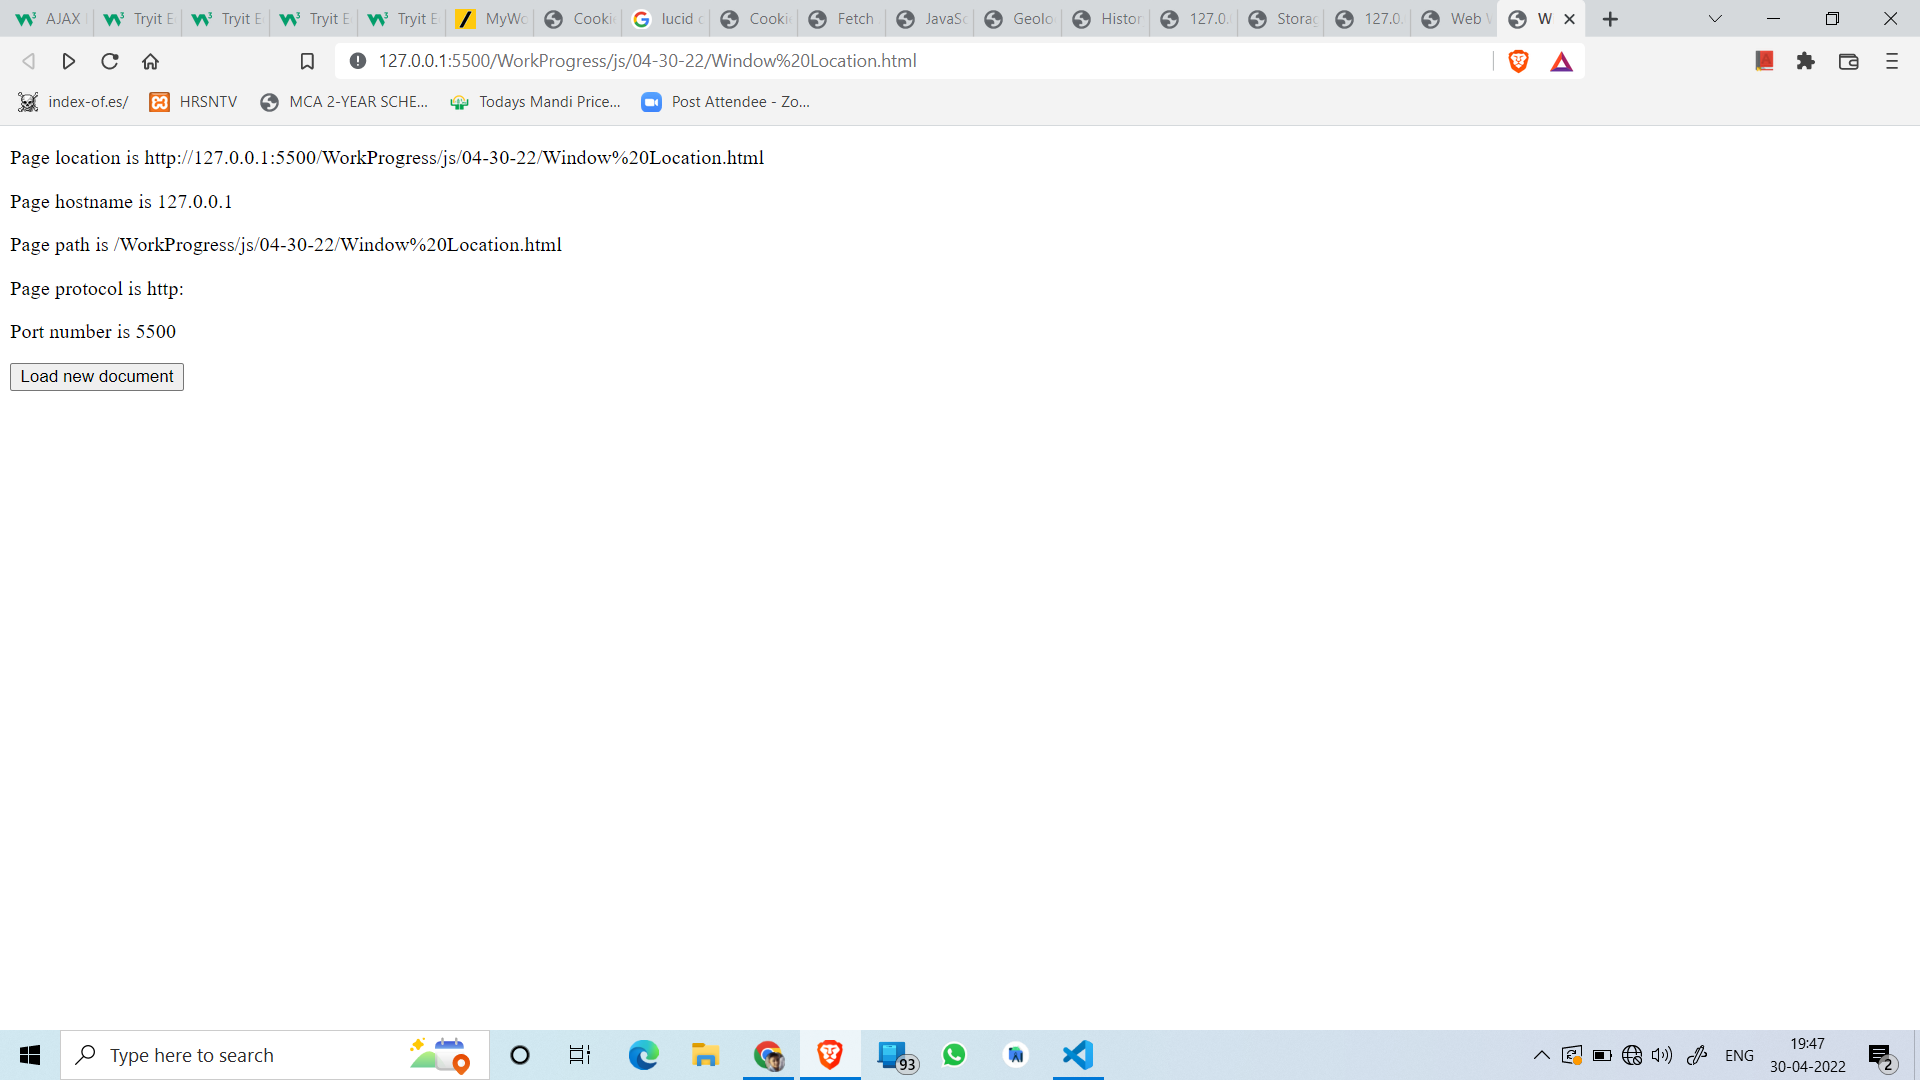 AJAX Tryit E Tryit E Tryit E Tryit E MyWo Cooki lucid Cooki Fetch JavaSc Geolo Histor 127.0. Storag 127.0. Web W
127.0.0.1:5500/WorkProgress/js/04-30-22/Window%20Location.html
index-of.es/ HRSNTV MCA 2-YEAR SCHE... Todays Mandi Price... Post Attendee - Zo...
Page location is http://127.0.0.1:5500/WorkProgress/js/04-30-22/Window%20Location.html
Page hostname is 127.0.0.1
Page path is /WorkProgress/js/04-30-22/Window%20Location.html
Page protocol is http:
Port number is 5500
Load new document
Type here to search
93
ENG
19:47
30-04-2022
2